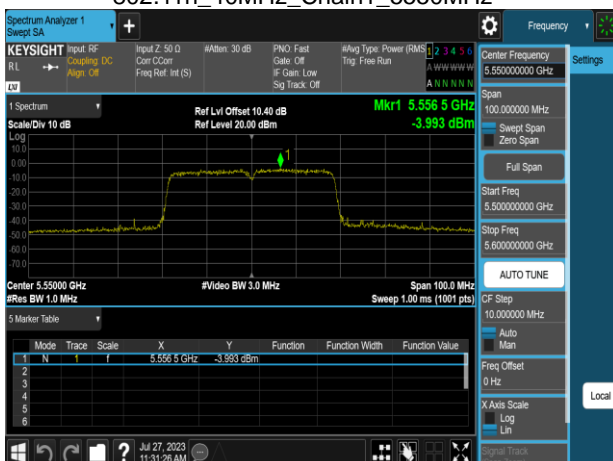 Spectrum Analyzer 1
Swept SA
Frequency
KEYSIGHT
RL
Input: RF
Coupling: DC
Align: Off
Input Z: 50 Ω
Corr CCorr
Freq Ref: Int (S)
#Atten: 30 dB
PNO: Fast
Gate: Off
IF Gain: Low
Sig Track: Off
#Avg Type: Power (RMS
Trig: Free Run
1 2 3 4 5 6
A W W W W W
A N N N N N
LXI
1 Spectrum
Scale/Div 10 dB
Ref Lvl Offset 10.40 dB
Ref Level 20.00 dBm
Mkr1 5.556 5 GHz
-3.993 dBm
Log
10.0
0.00
-10.0
-20.0
-30.0
-40.0
-50.0
-60.0
-70.0
1
Center 5.55000 GHz
#Res BW 1.0 MHz
#Video BW 3.0 MHz
Span 100.0 MHz
Sweep 1.00 ms (1001 pts)
5 Marker Table
Mode Trace Scale X Y Function Function Width Function Value
1 N 1 f 5.556 5 GHz -3.993 dBm
2
3
4
5
6
Jul 27, 2023
11:31:26 AM
Center Frequency
5.550000000 GHz
Span
100.000000 MHz
Swept Span
Zero Span
Full Span
Start Freq
5.500000000 GHz
Stop Freq
5.600000000 GHz
AUTO TUNE
CF Step
10.000000 MHz
Auto
Man
Freq Offset
0 Hz
X Axis Scale
Log
Lin
Signal Track
Settings
Local